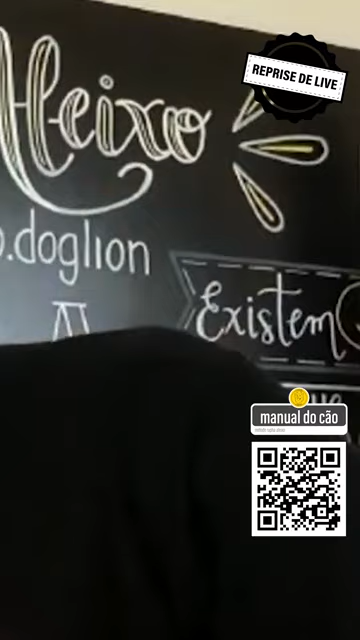 REPRISE DE LIVE
Aleixo
o.doglion
Existem
manual do cão